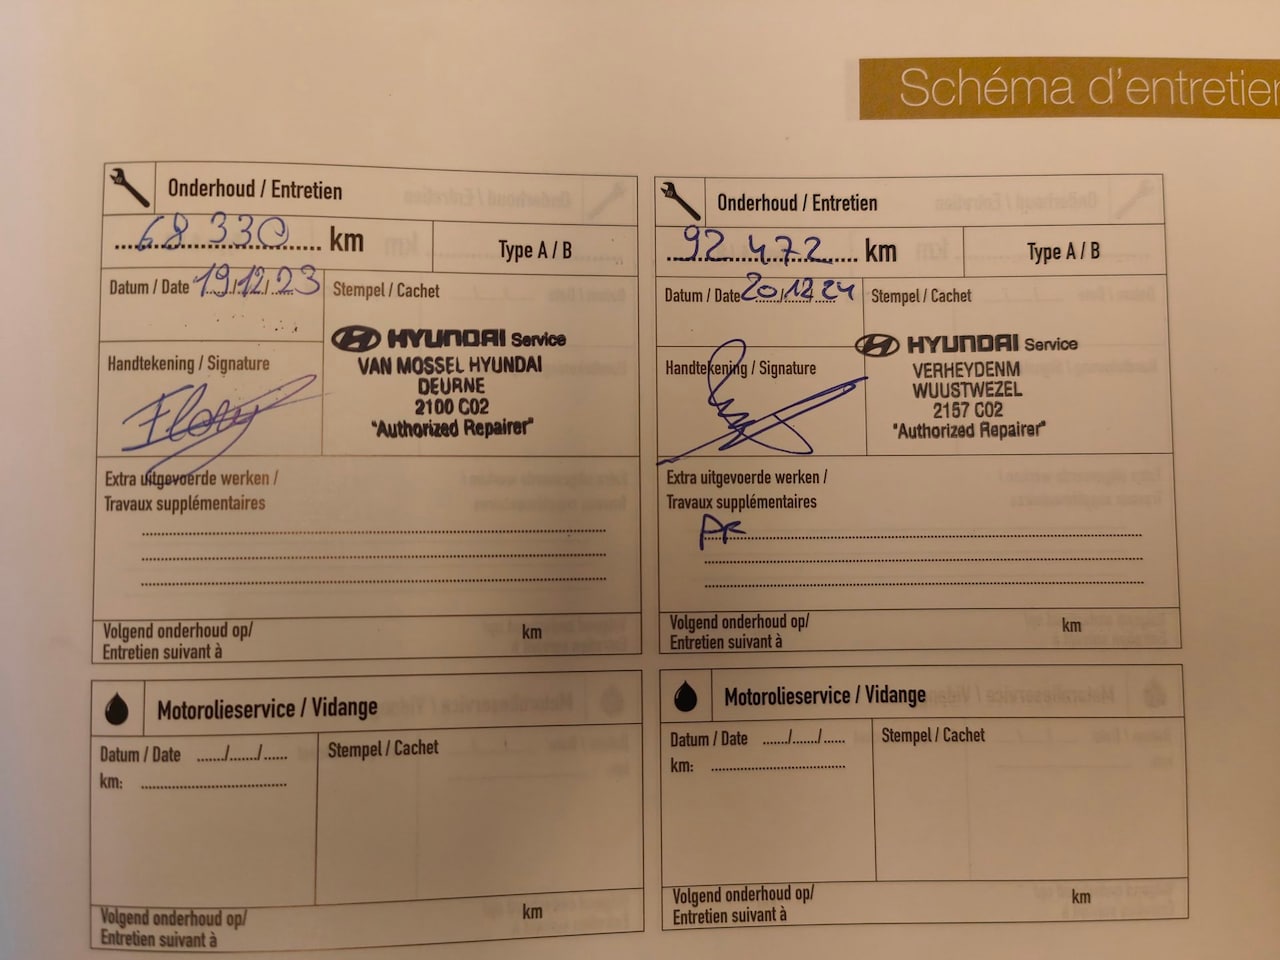 Schéma d'entretien
Onderhoud / Entretien
68 330 km
Type A / B
Datum / Date 19/12/23
Stempel / Cachet
HYUNDAI Service
VAN MOSSEL HYUNDAI
DEURNE
2100 C02
"Authorized Repairer"
Handtekening / Signature
Extra uitgevoerde werken /
Travaux supplémentaires
Volgend onderhoud op/
Entretien suivant à
km
Onderhoud / Entretien
92 472 km
Type A / B
Datum / Date 20/12/24
Stempel / Cachet
HYUNDAI Service
VERHEYDENM
WUUSTWEZEL
2157 C02
"Authorized Repairer"
Handtekening / Signature
Extra uitgevoerde werken /
Travaux supplémentaires
Volgend onderhoud op/
Entretien suivant à
km
Motorolieservice / Vidange
Datum / Date ....../....../......
km:
Stempel / Cachet
Volgend onderhoud op/
Entretien suivant à
km
Motorolieservice / Vidange
Datum / Date ....../....../......
km:
Stempel / Cachet
Volgend onderhoud op/
Entretien suivant à
km